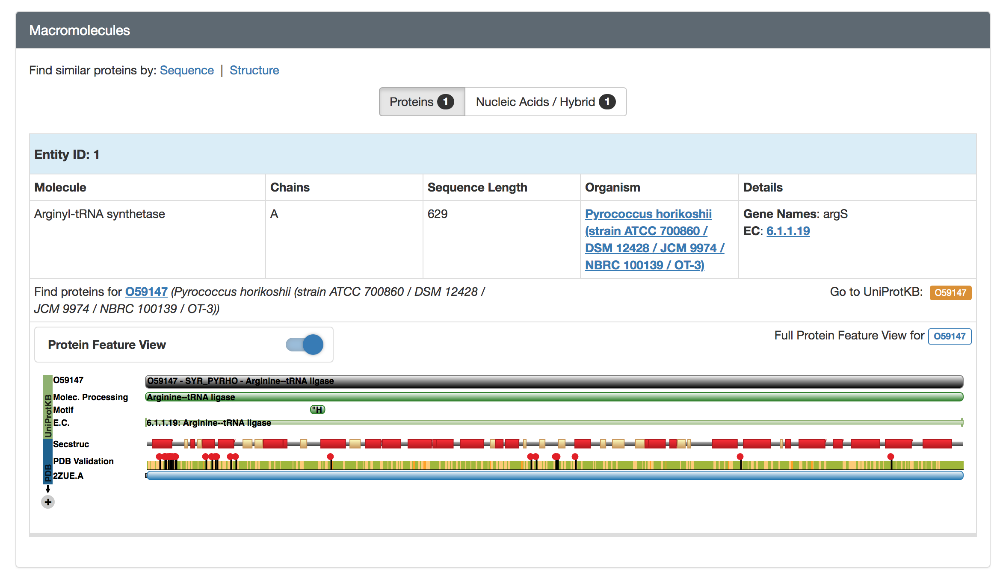 Macromolecules
Find similar proteins by: Sequence | Structure
Proteins 1 Nucleic Acids / Hybrid 1
Entity ID: 1
Molecule Chains Sequence Length Organism Details
Arginyl-tRNA synthetase A 629 Pyrococcus horikoshii Gene Names: argS
(strain ATCC 700860 / EC: 6.1.1.19
DSM 12428 / JCM 9974 /
NBRC 100139 / OT-3)
Find proteins for O59147 (Pyrococcus horikoshii (strain ATCC 700860 / DSM 12428 / Go to UniProtKB: O59147
JCM 9974 / NBRC 100139 / OT-3))
Protein Feature View Full Protein Feature View for O59147
UniProtKB
O59147 O59147 - SYR_PYRHO - Arginine--tRNA ligase
Molec. Processing Arginine--tRNA ligase
Motif "H
E.C. 6.1.1.19: Arginine--tRNA ligase
PDB
Secstruc
PDB Validation
2ZUE.A
+